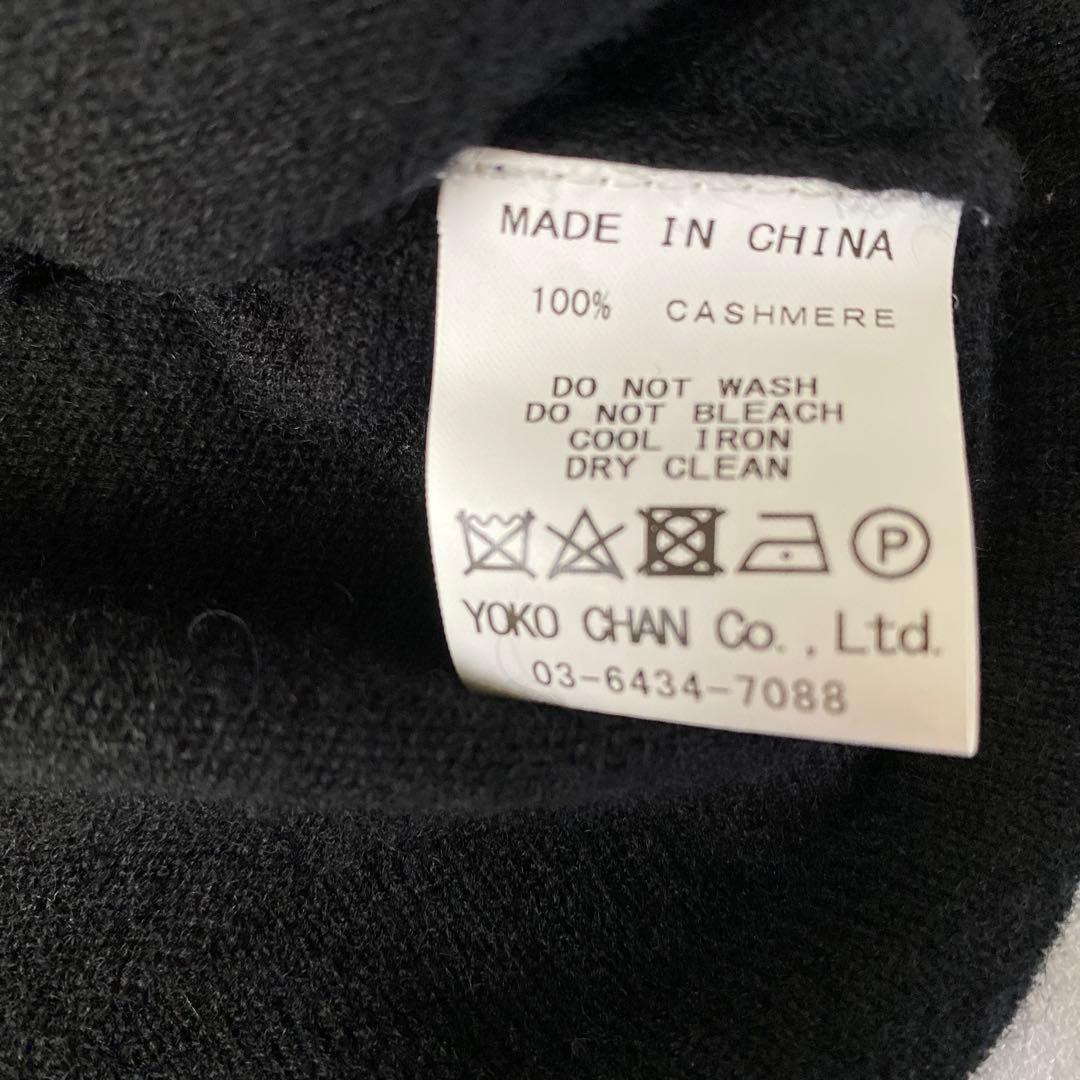 MADE IN CHINA
100% CASHMERE
DO NOT WASH
DO NOT BLEACH
COOL IRON
DRY CLEAN
P
YOKO CHAN Co., Ltd.
03-6434-7088